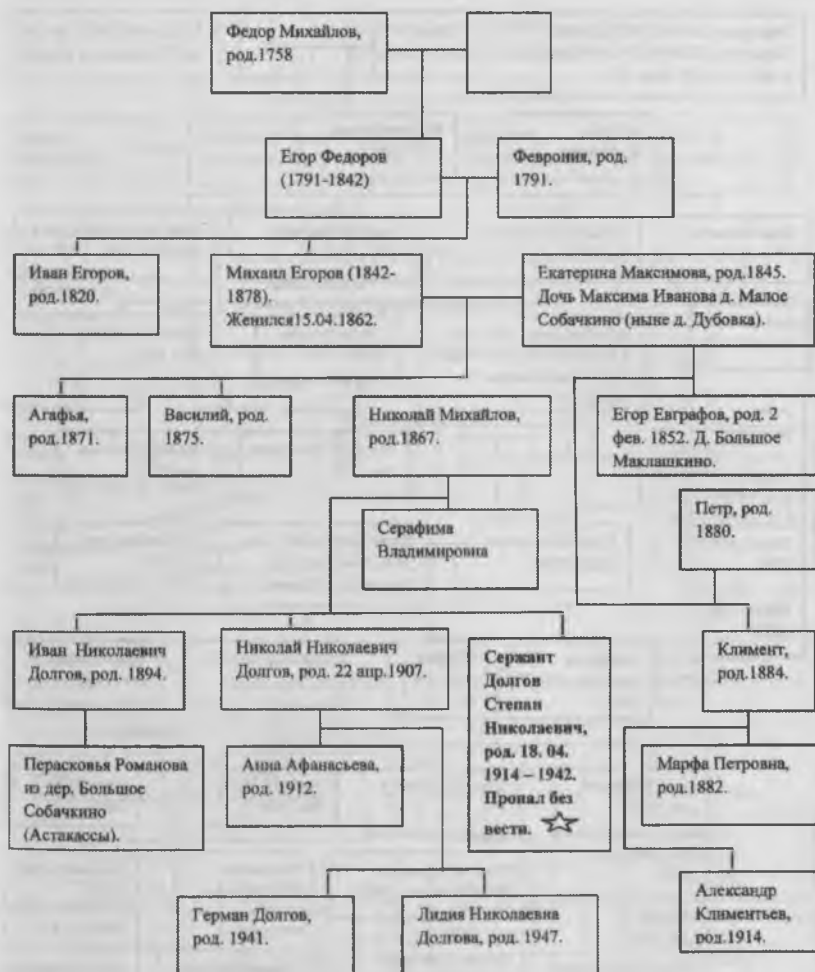 Федор Михайлов,
род.1758
Егор Федоров
(1791-1842)
Феврония, род.
1791.
Иван Егоров,
род.1820.
Михаил Егоров (1842-
1878).
Женился15.04.1862.
Екатерина Максимова, род.1845.
Дочь Максима Иванова д. Малое
Собачкино (ныне д. Дубовка).
Агафья,
род.1871.
Василий, род.
1875.
Николай Михайлов,
род.1867.
Егор Евграфов, род. 2
фев. 1852. Д. Большое
Маклашкино.
Серафима
Владимировна
Петр, род.
1880.
Иван Николаевич
Долгов, род. 1894.
Николай Николаевич
Долгов, род. 22 апр.1907.
Сержант
Долгов
Степан
Николаевич,
род. 18. 04.
1914 – 1942.
Пропал без
вести.
Климент,
род.1884.
Перасковья Романова
из дер. Большое
Собачкино
(Астакассы).
Анна Афанасьева,
род. 1912.
Марфа Петровна,
род.1882.
Герман Долгов,
род. 1941.
Лидия Николаевна
Долгова, род. 1947.
Александр
Климентьев,
род.1914.